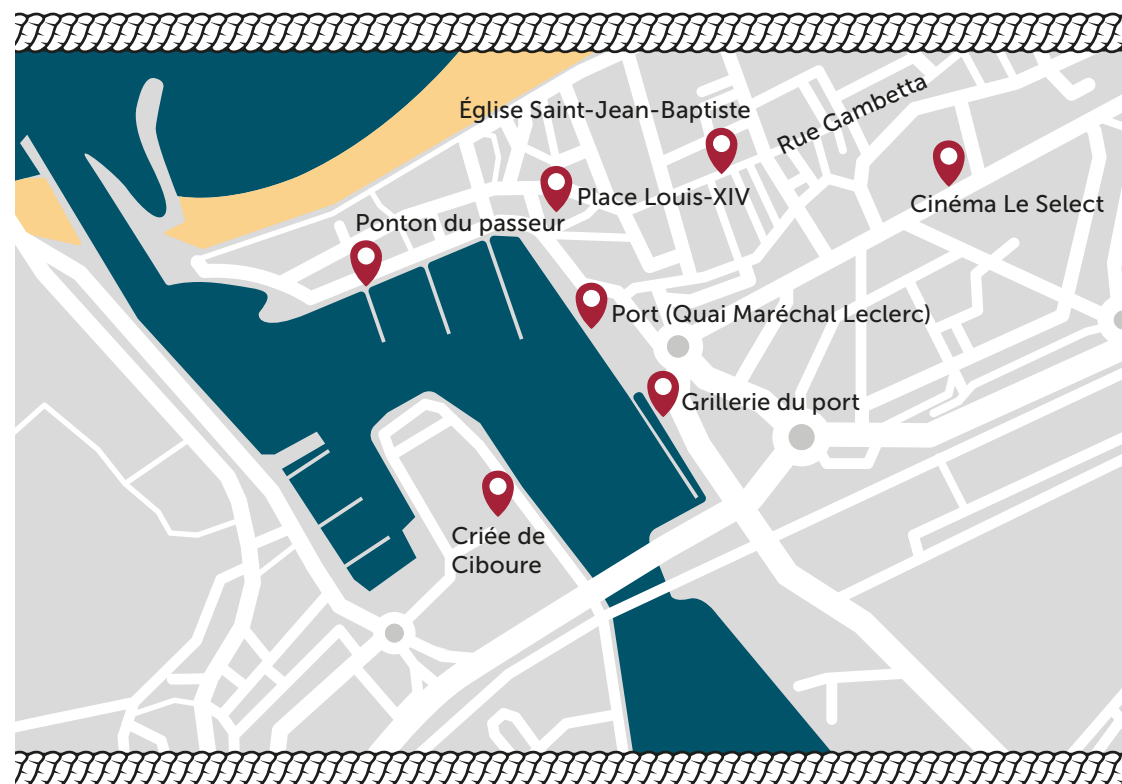 Église Saint-Jean-Baptiste
Rue Gambetta
Place Louis-XIV
Cinéma Le Select
Ponton du passeur
Port (Quai Maréchal Leclerc)
Grillerie du port
Criée de
Ciboure